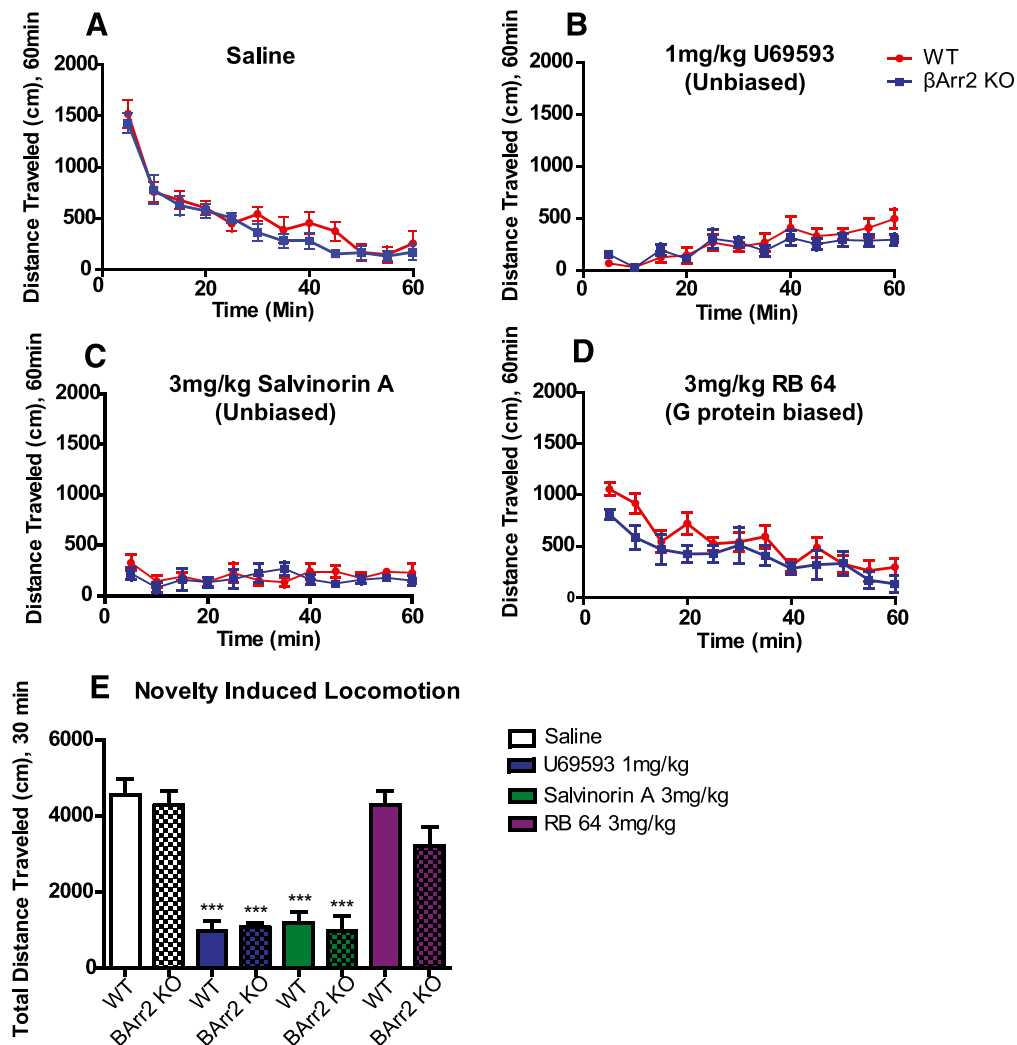 A
Saline
Distance Traveled (cm), 60min
2000
1500
1000
500
0
0
20
40
60
Time (Min)
B
1mg/kg U69593
(Unbiased)
WT
βArr2 KO
Distance Traveled (cm), 60min
2000
1500
1000
500
0
0
20
40
60
Time (Min)
C
3mg/kg Salvinorin A
(Unbiased)
Distance Traveled (cm), 60min
2000
1500
1000
500
0
0
20
40
60
Time (min)
D
3mg/kg RB 64
(G protein biased)
Distance Traveled (cm), 60min
2000
1500
1000
500
0
0
20
40
60
Time (min)
E Novelty Induced Locomotion
Total Distance Traveled (cm), 30 min
6000
4000
2000
0
***
***
***
***
WT
BArr2 KO
WT
BArr2 KO
WT
BArr2 KO
WT
BArr2 KO
Saline
U69593 1mg/kg
Salvinorin A 3mg/kg
RB 64 3mg/kg